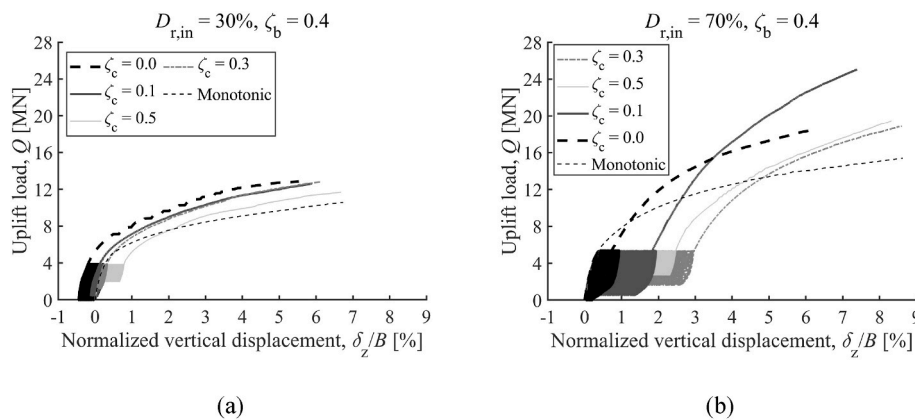 D_r,in = 30%, ζ_b = 0.4
28
24
20
16
12
8
4
0
Uplift load, Q [MN]
ζ_c = 0.0
ζ_c = 0.3
ζ_c = 0.1
Monotonic
ζ_c = 0.5
-1 0 1 2 3 4 5 6 7 8 9
Normalized vertical displacement, δ_z/B [%]
(a)
D_r,in = 70%, ζ_b = 0.4
28
24
20
16
12
8
4
0
Uplift load, Q [MN]
ζ_c = 0.3
ζ_c = 0.5
ζ_c = 0.1
ζ_c = 0.0
Monotonic
-1 0 1 2 3 4 5 6 7 8 9
Normalized vertical displacement, δ_z/B [%]
(b)